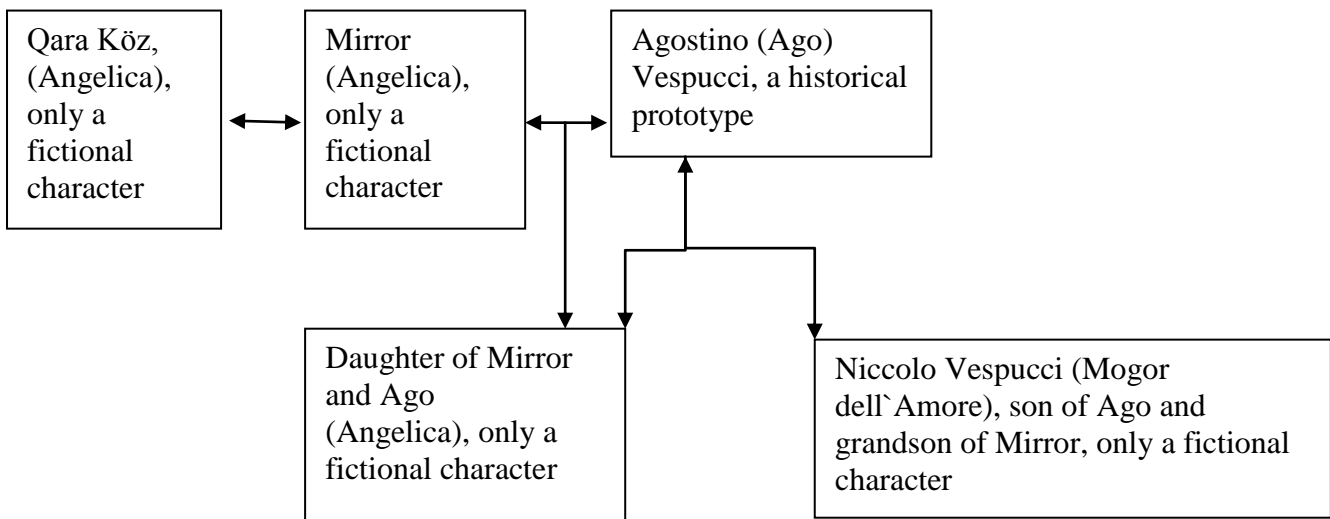 Qara Köz,
(Angelica),
only a
fictional
character
Mirror
(Angelica),
only a
fictional
character
Agostino (Ago)
Vespucci, a historical
prototype
Daughter of Mirror
and Ago
(Angelica), only a
fictional character
Niccolo Vespucci (Mogor
dell`Amore), son of Ago and
grandson of Mirror, only a fictional
character